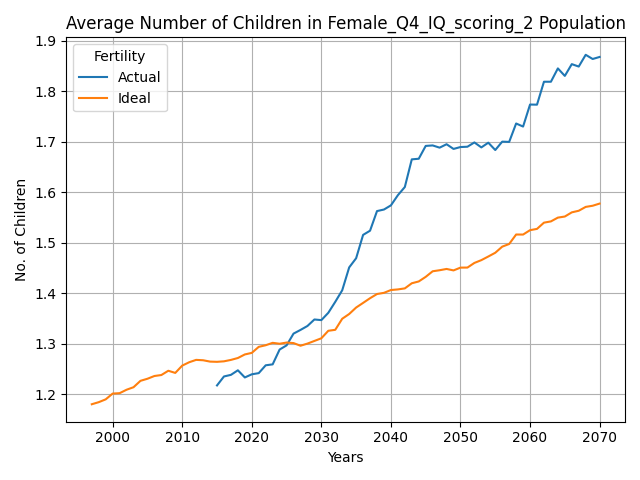 Average Number of Children in Female_Q4_IQ_scoring_2 Population
Fertility
Actual
Ideal
No. of Children
1.9
1.8
1.7
1.6
1.5
1.4
1.3
1.2
2000 2010 2020 2030 2040 2050 2060 2070
Years